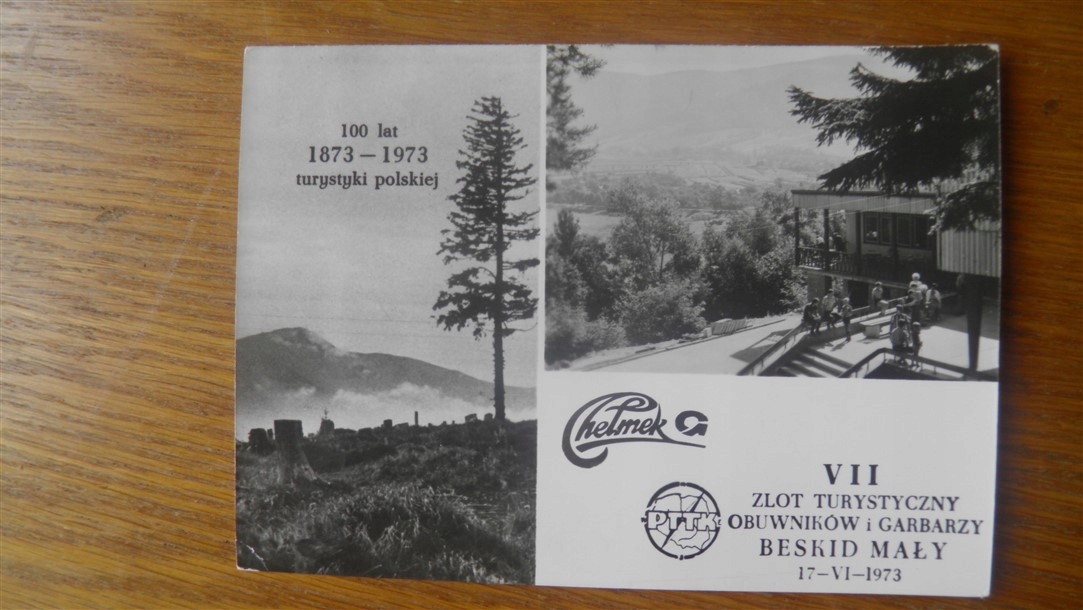 100 lat
1873 – 1973
turystyki polskiej
Chełmek
PTTK
VII
ZLOT TURYSTYCZNY
OBUWNIKÓW i GARBARZY
BESKID MAŁY
17–VI–1973